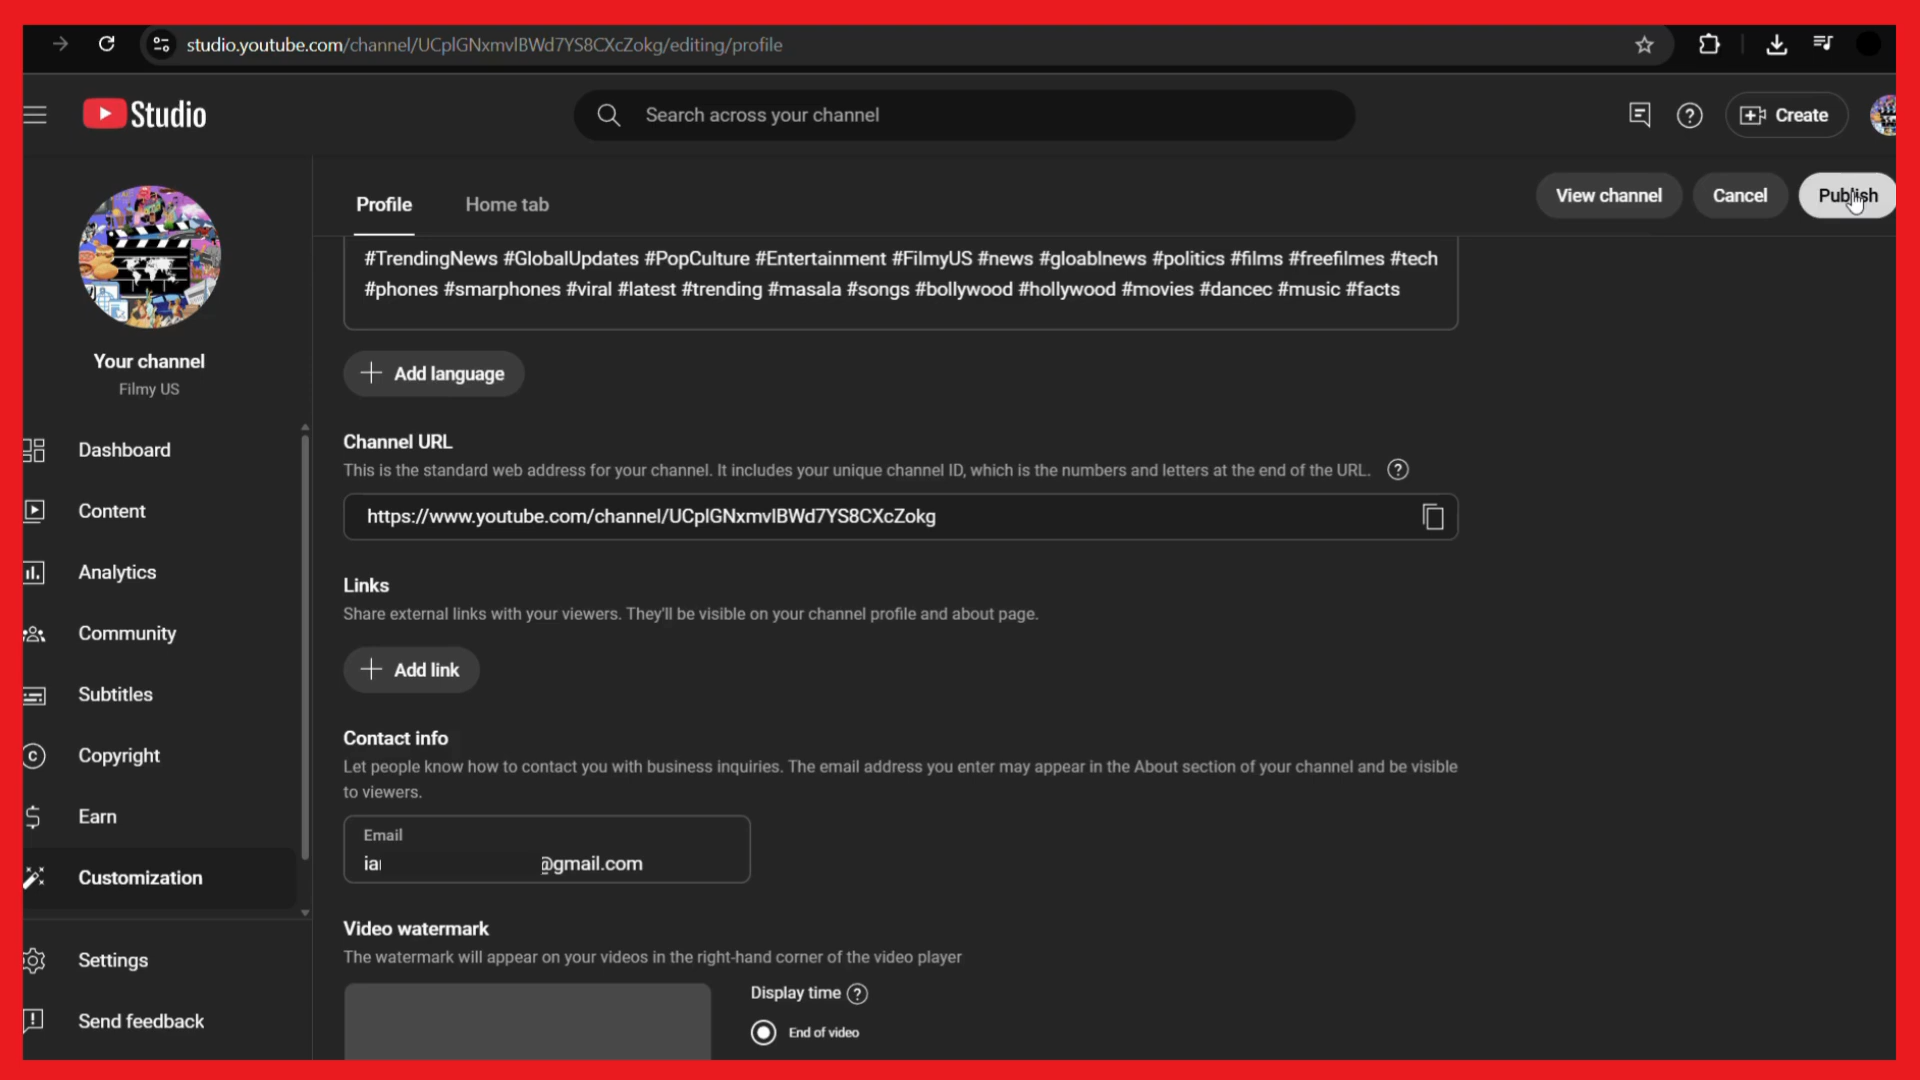 studio.youtube.com/channel/UCplGNxmvlBWd7YS8CXcZokg/editing/profile
Studio
Search across your channel
Create
Profile
Home tab
View channel
Cancel
Publish
#TrendingNews #GlobalUpdates #PopCulture #Entertainment #FilmyUS #news #gloablnews #politics #films #freefilmes #tech
#phones #smarphones #viral #latest #trending #masala #songs #bollywood #hollywood #movies #dancec #music #facts
Your channel
Filmy US
Add language
Channel URL
This is the standard web address for your channel. It includes your unique channel ID, which is the numbers and letters at the end of the URL.
https://www.youtube.com/channel/UCplGNxmvlBWd7YS8CXcZokg
Links
Share external links with your viewers. They'll be visible on your channel profile and about page.
Add link
Contact info
Let people know how to contact you with business inquiries. The email address you enter may appear in the About section of your channel and be visible
to viewers.
Email
@gmail.com
Video watermark
The watermark will appear on your videos in the right-hand corner of the video player
Display time
End of video
Dashboard
Content
Analytics
Community
Subtitles
Copyright
Earn
Customization
Settings
Send feedback